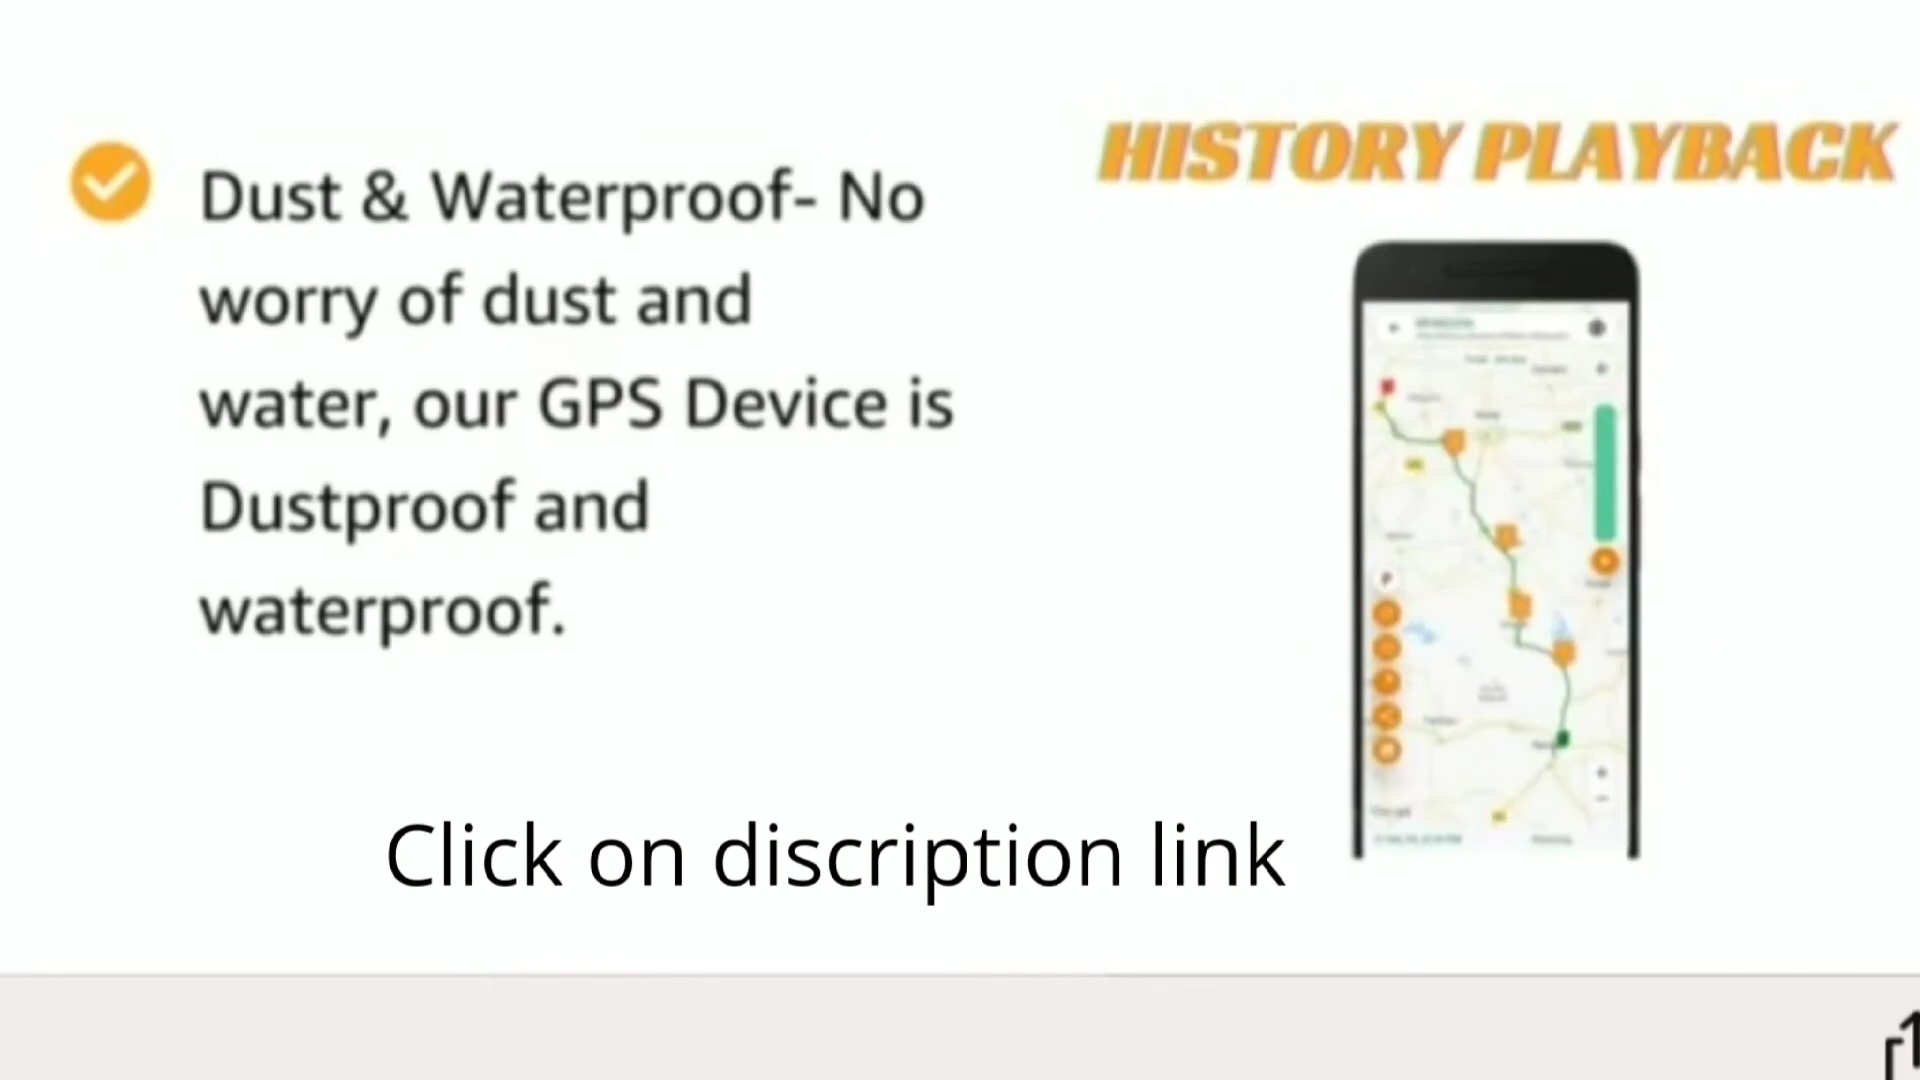 HISTORY PLAYBACK
Dust & Waterproof- No
worry of dust and
water, our GPS Device is
Dustproof and
waterproof.
Click on discription link